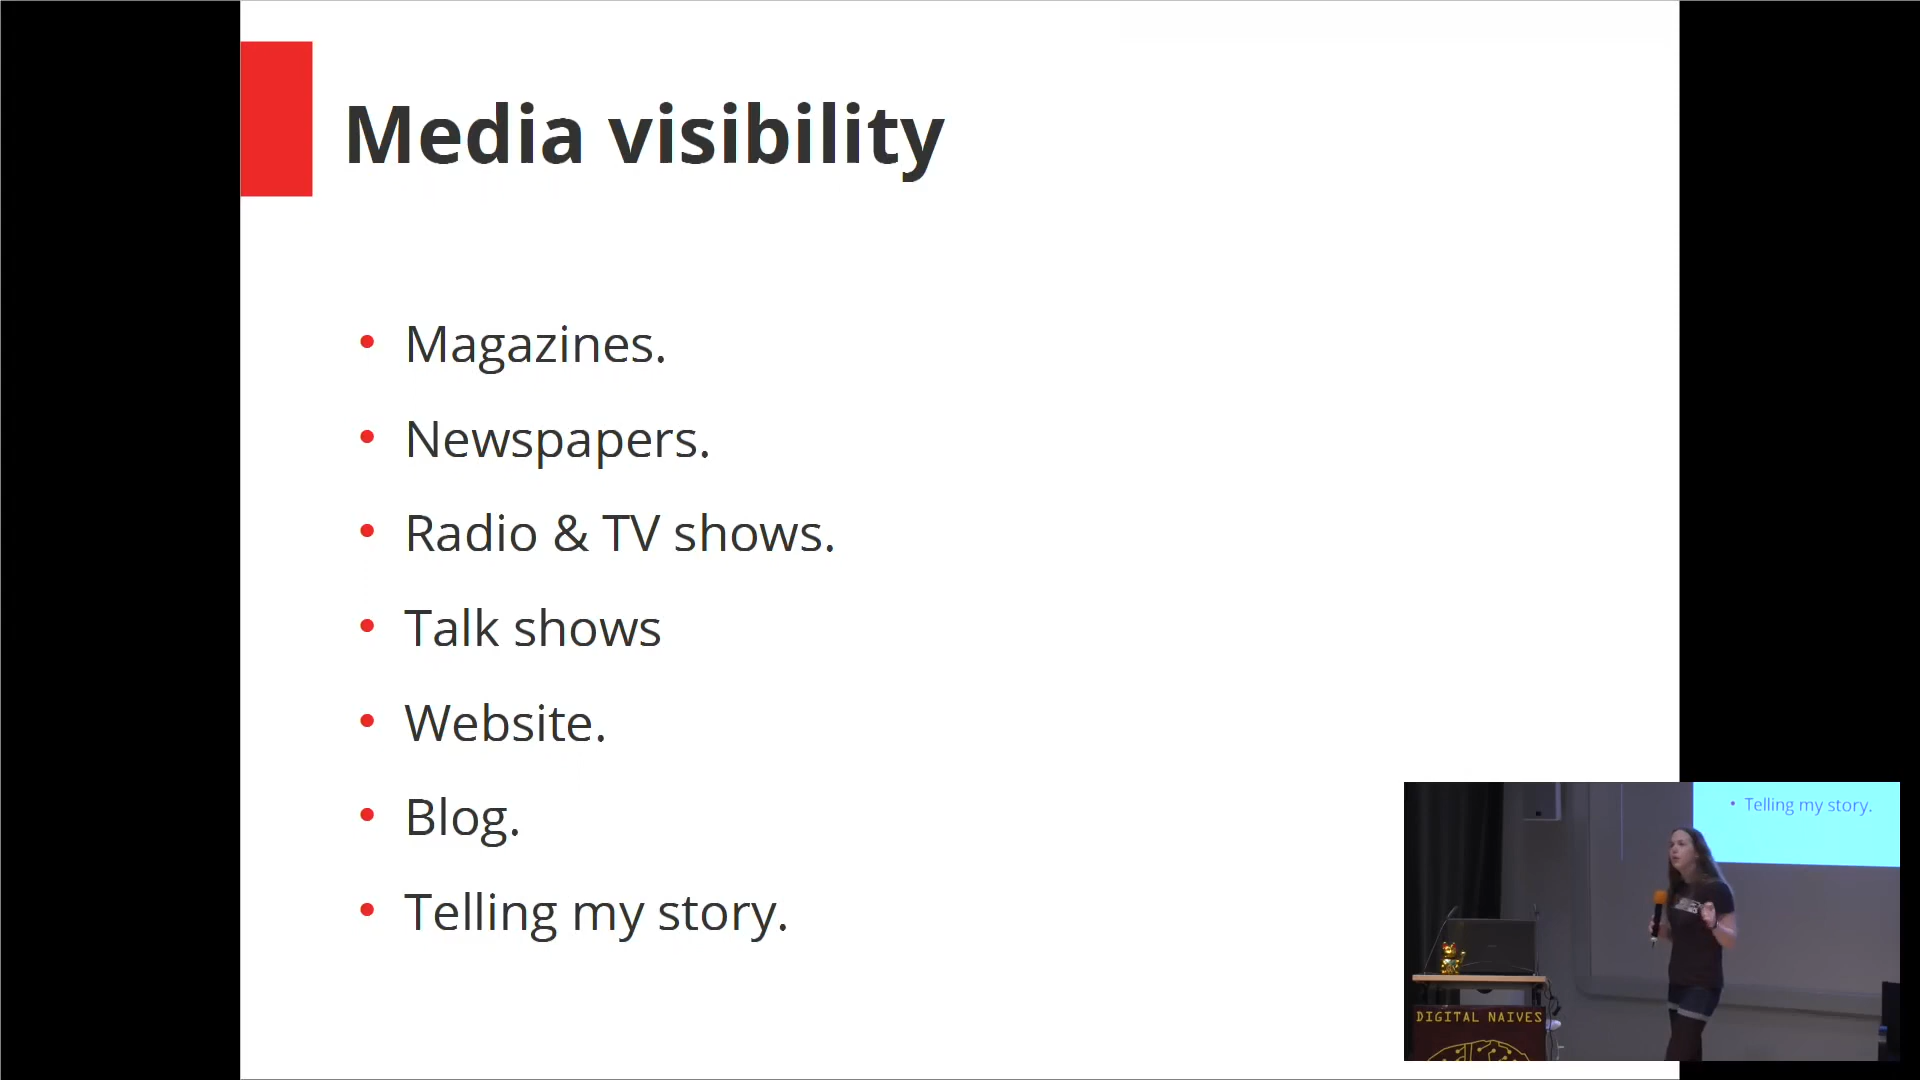 Media visibility
• Magazines.
• Newspapers.
• Radio & TV shows.
• Talk shows
• Website.
• Blog.
• Telling my story.
• Telling my story.
DIGITAL NAIVES